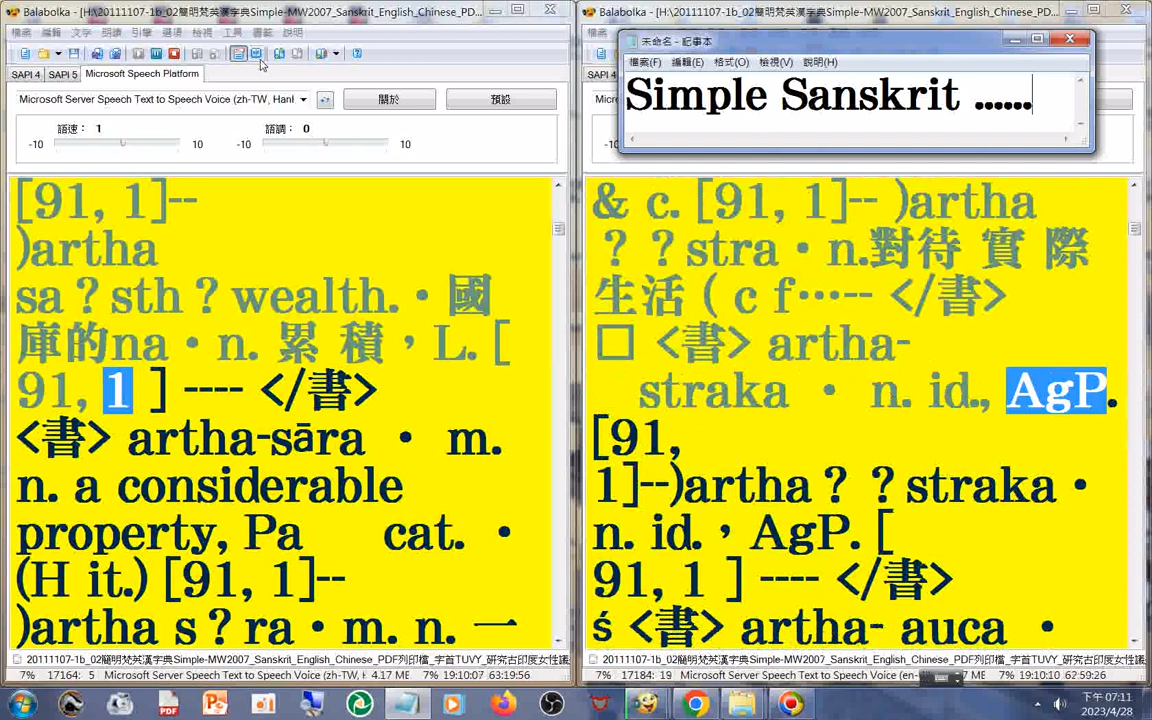 Balabolka - [H:\20111107-1b_02簡明梵英漢字典Simple-MW2007_Sanskrit_English_Chinese_PD...
檔案 編輯 文字 朗讀 引擎 選項 檢視 工具 書籤 說明
SAPI 4 SAPI 5 Microsoft Speech Platform
Microsoft Server Speech Text to Speech Voice (zh-TW, Hanl
關於 預設
語速： 1 語調： 0
-10 10 -10 10
[91, 1]--
)artha
sa？sth？wealth.・國
庫的na・n. 累 積，L. [
91, 1 ] ---- </書>
<書> artha-sāra ・ m.
n. a considerable
property, Pa cat. ・
(H it.) [91, 1]--
)artha s？ra・m. n. 一
20111107-1b_02簡明梵英漢字典Simple-MW2007_Sanskrit_English_Chinese_PDF列印檔_字首TUVY_研究古印度女性議
7% 17164: 5 Microsoft Server Speech Text to Speech Voice (zh-TW, H 4.17 ME 7% 19:10:07 63:19:56
Balabolka - [H:\20111107-1b_02簡明梵英漢字典Simple-MW2007_Sanskrit_English_Chinese_PDF...
未命名 - 記事本
檔案(F) 編輯(E) 格式(O) 檢視(V) 說明(H)
Simple Sanskrit ......
SAPI 4
& c. [91, 1]-- )artha
？？stra・n.對待 實 際
生活 ( c f…-- </書>
□ <書> artha-
straka ・ n. id., AgP.
[91,
1]--)artha？？straka・
n. id.，AgP. [
91, 1 ] ---- </書>
ś <書> artha- auca ・
20111107-1b_02簡明梵英漢字典Simple-MW2007_Sanskrit_English_Chinese_PDF列印檔_字首TUVY_研究古印度女性議
7% 17184: 19 Microsoft Server Speech Text to Speech Voice (en 7% 19:10:10 62:59:26
PDF
下午 07:11
2023/4/28